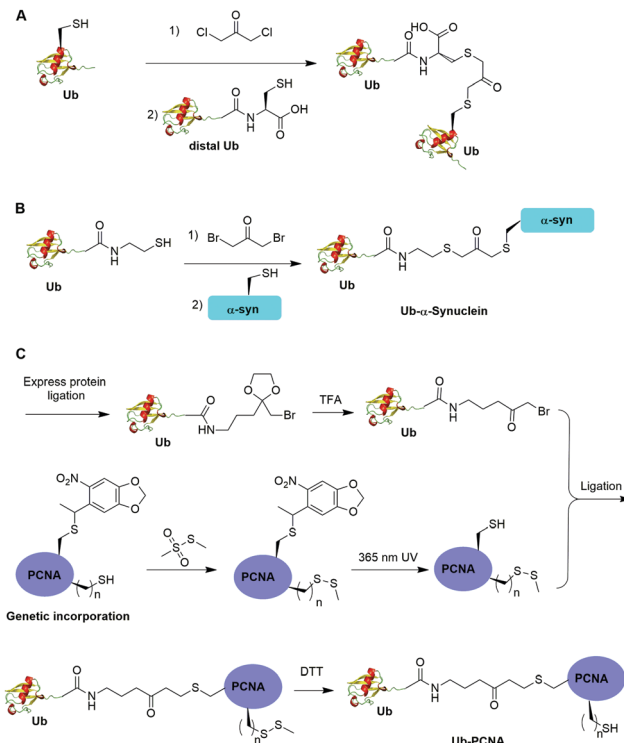 A
SH
Ub
1)
Cl
O
Cl
2)
O
N
H
SH
OH
O
distal Ub
HO
O
O
N
H
S
O
S
Ub
Ub
B
O
N
H
SH
Ub
1)
Br
O
Br
SH
2)
α-syn
O
N
H
S
O
S
α-syn
Ub-α-Synuclein
C
Express protein
ligation
O
HN
O
O
Br
Ub
TFA
O
N
H
O
Br
Ub
NO2
O
O
S
PCNA
SH
n
Genetic incorporation
O
S
S
O
NO2
O
O
S
PCNA
S
S
n
365 nm UV
SH
PCNA
S
S
n
Ligation
O
N
H
O
S
PCNA
S
S
n
Ub
DTT
O
N
H
O
S
PCNA
SH
n
Ub
Ub-PCNA